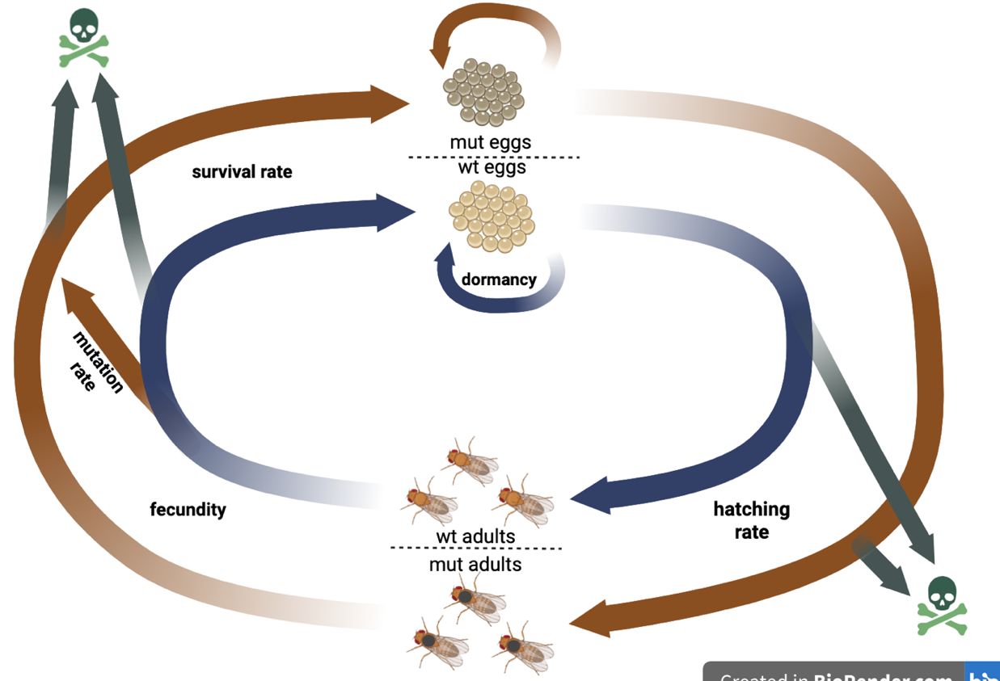 mut eggs
wt eggs
survival rate
dormancy
mutation
rate
fecundity
hatching
rate
wt adults
mut adults
Created in BioRender.com